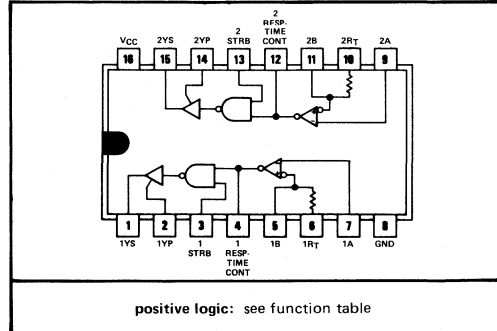 2
RESP-
2 TIME
VCC 2YS 2YP STRB CONT 2B 2RT 2A
16 15 14 13 12 11 10 9
1 2 3 4 5 6 7 8
1YS 1YP 1 1 1B 1RT 1A GND
STRB RESP-
TIME
CONT
positive logic: see function table